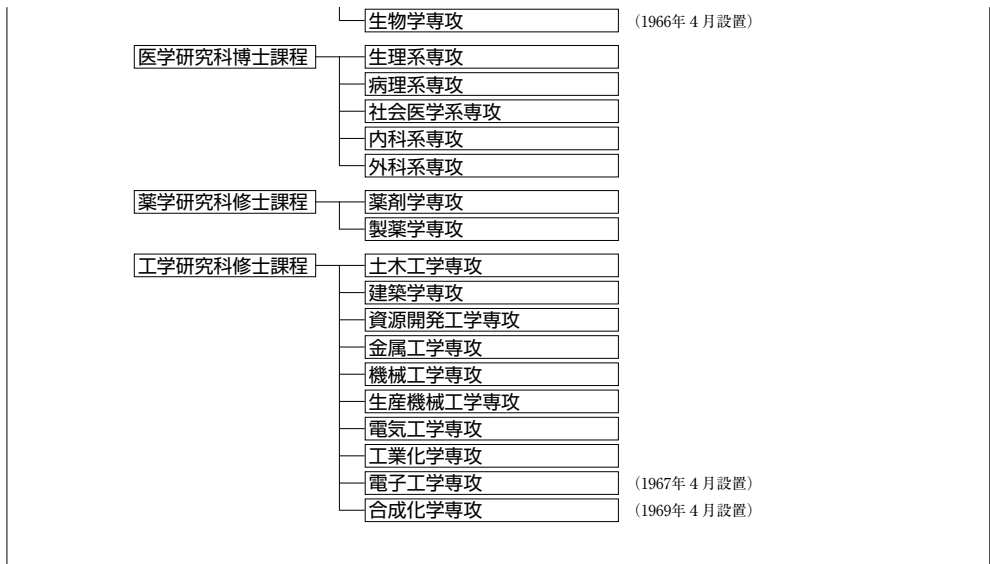 生物学専攻 （1966年４月設置）
医学研究科博士課程 生理系専攻
病理系専攻
社会医学系専攻
内科系専攻
外科系専攻
薬学研究科修士課程 薬剤学専攻
製薬学専攻
工学研究科修士課程 土木工学専攻
建築学専攻
資源開発工学専攻
金属工学専攻
機械工学専攻
生産機械工学専攻
電気工学専攻
工業化学専攻
電子工学専攻 （1967年４月設置）
合成化学専攻 （1969年４月設置）